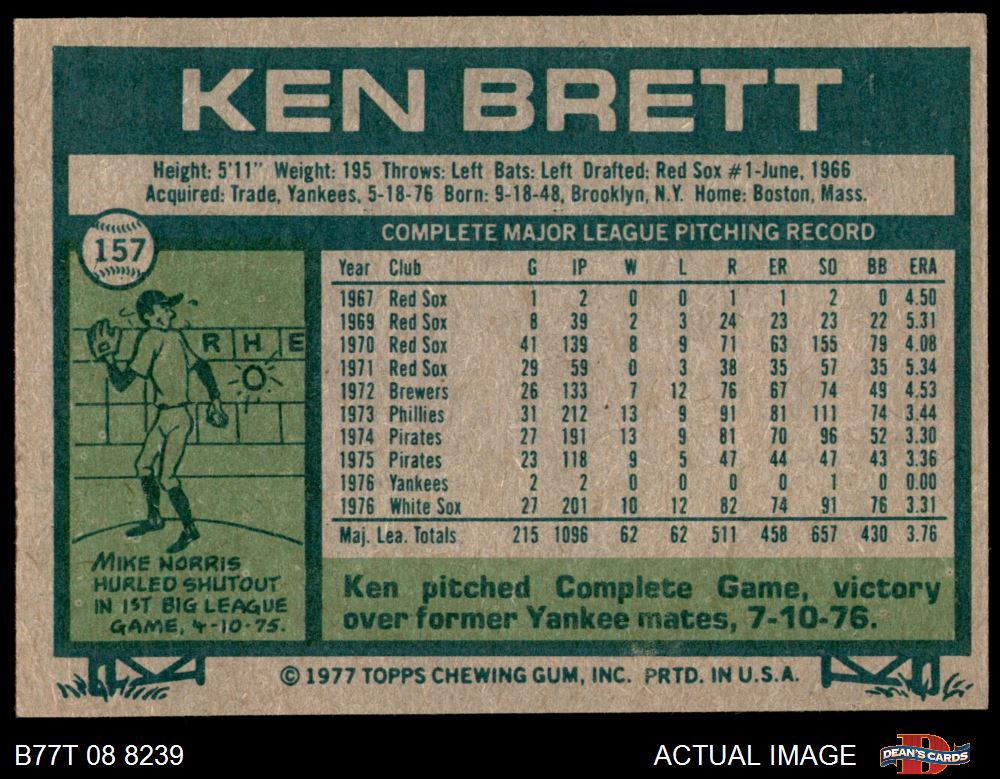 KEN BRETT
Height: 5'11" Weight: 195 Throws: Left Bats: Left Drafted: Red Sox #1-June, 1966
Acquired: Trade, Yankees, 5-18-76 Born: 9-18-48, Brooklyn, N.Y. Home: Boston, Mass.
157
COMPLETE MAJOR LEAGUE PITCHING RECORD
Year Club G IP W L R ER SO BB ERA
1967 Red Sox 1 2 0 0 1 1 2 0 4.50
1969 Red Sox 8 39 2 3 24 23 23 22 5.31
1970 Red Sox 41 139 8 9 71 63 155 79 4.08
1971 Red Sox 29 59 0 3 38 35 57 35 5.34
1972 Brewers 26 133 7 12 76 67 74 49 4.53
1973 Phillies 31 212 13 9 91 81 111 74 3.44
1974 Pirates 27 191 13 9 81 70 96 52 3.30
1975 Pirates 23 118 9 5 47 44 47 43 3.36
1976 Yankees 2 2 0 0 0 0 1 0 0.00
1976 White Sox 27 201 10 12 82 74 91 76 3.31
Maj. Lea. Totals 215 1096 62 62 511 458 657 430 3.76
R H E
O
MIKE NORRIS
HURLED SHUTOUT
IN 1ST BIG LEAGUE
GAME, 4-10-75.
Ken pitched Complete Game, victory
over former Yankee mates, 7-10-76.
© 1977 TOPPS CHEWING GUM, INC. PRTD. IN U.S.A.
B77T 08 8239
ACTUAL IMAGE
DEAN'S CARDS